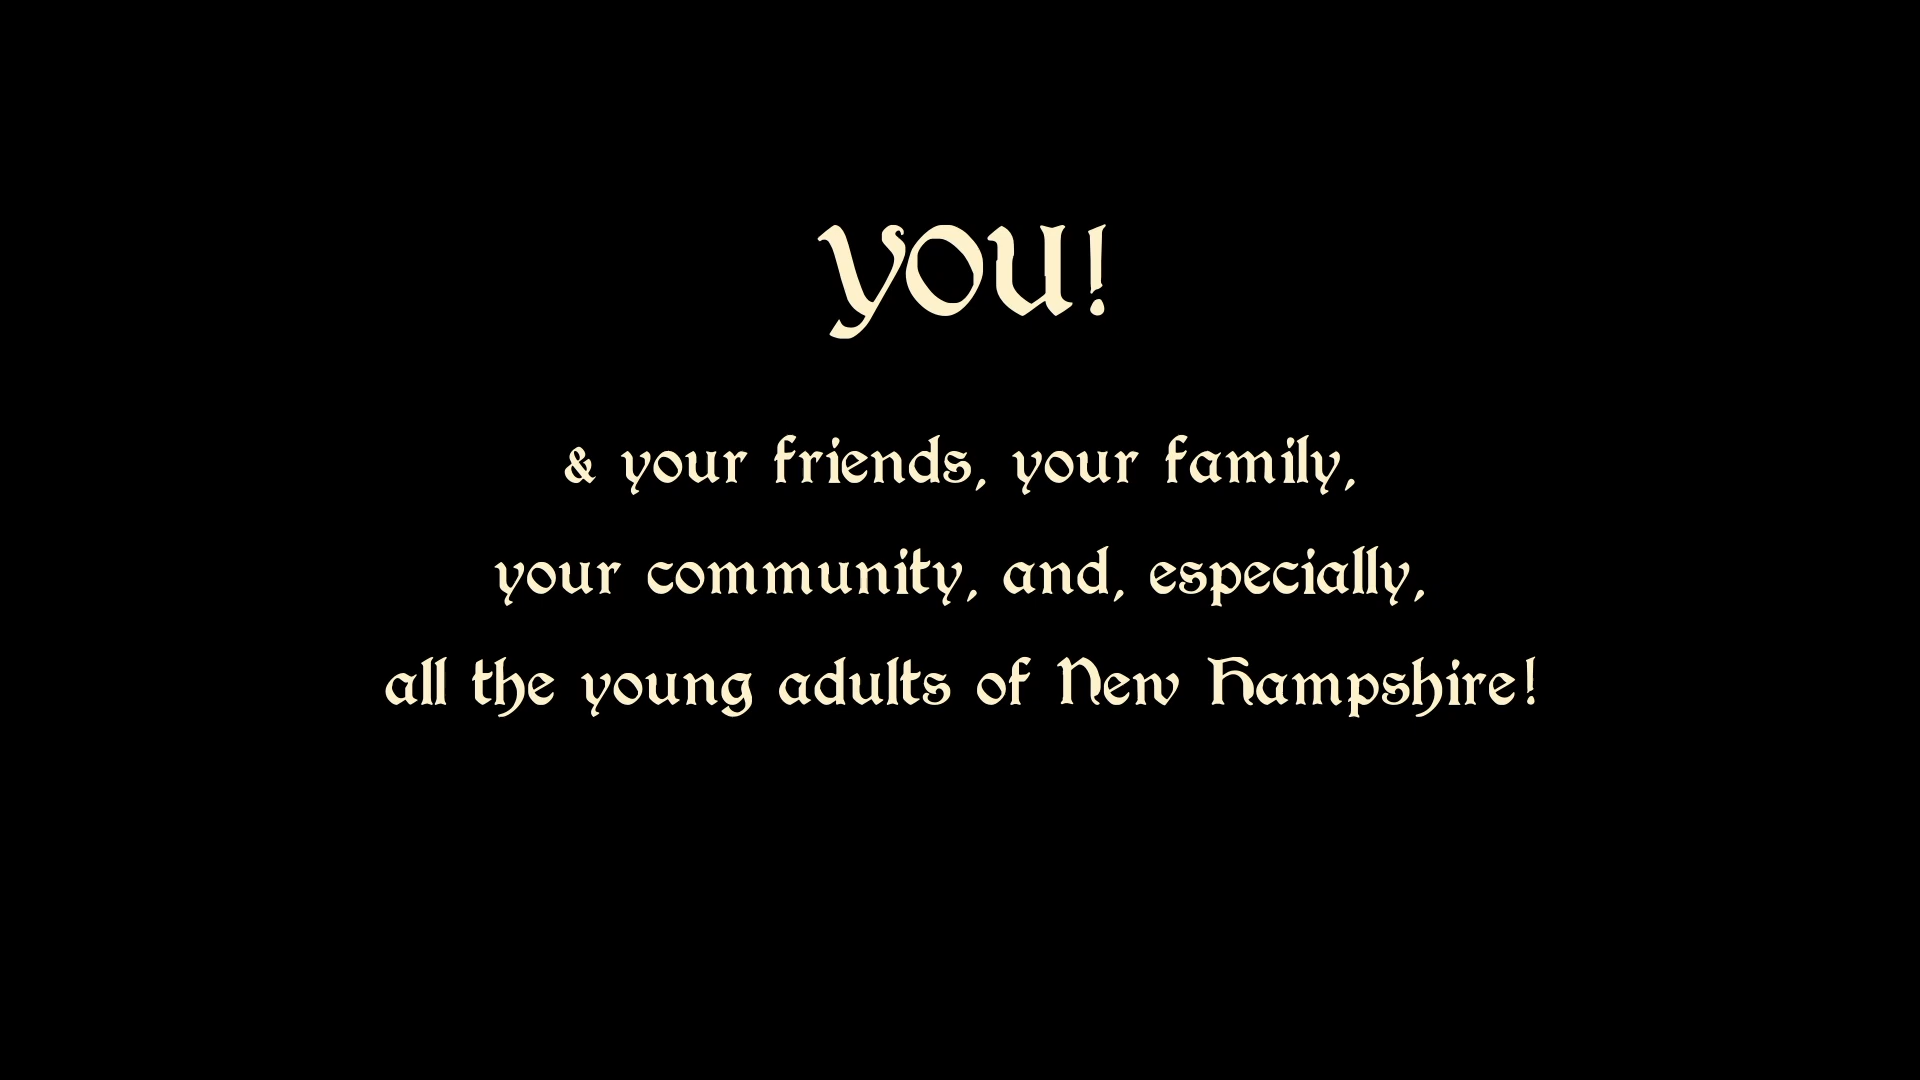 you!
& your friends, your family,
your community, and, especially,
all the young adults of New Hampshire!